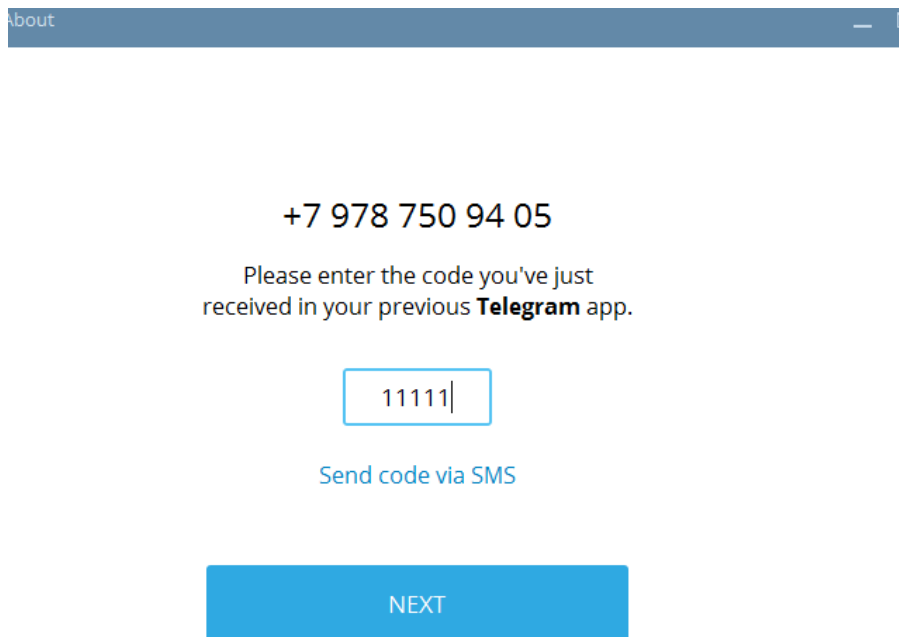 About
+7 978 750 94 05
Please enter the code you've just
received in your previous Telegram app.
11111
Send code via SMS
NEXT